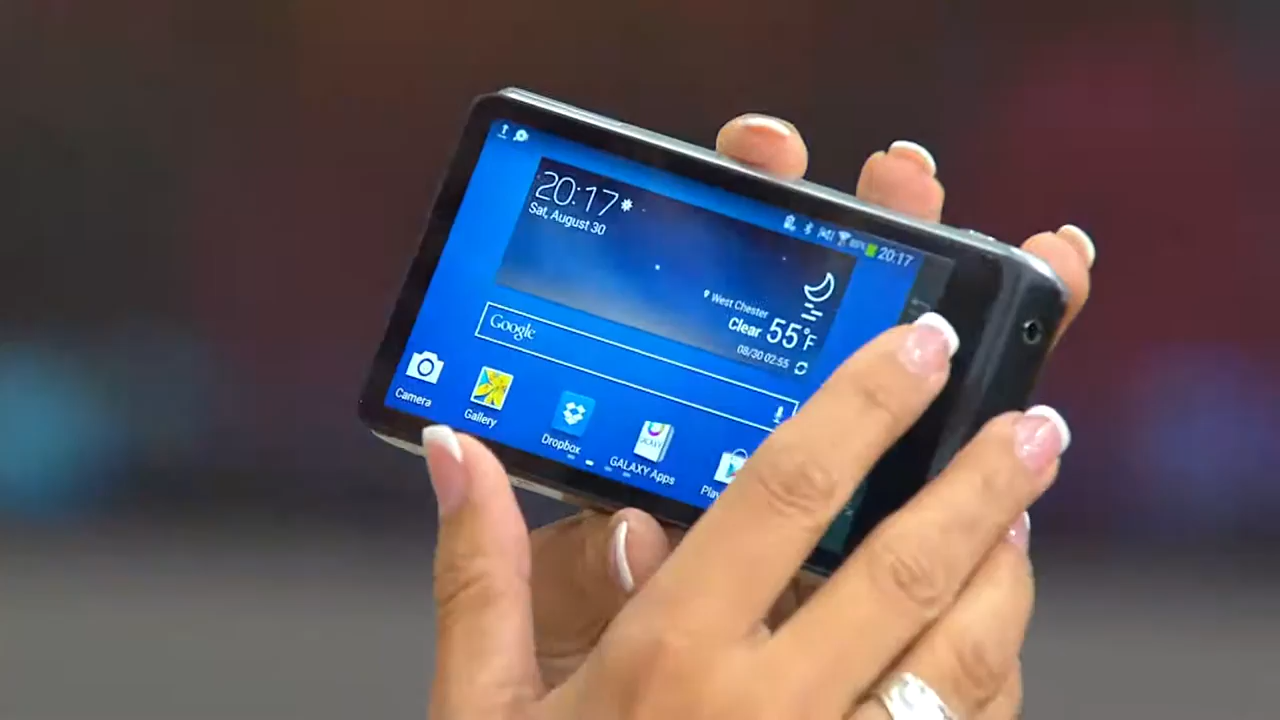 20:17
Sat, August 30
20:17
West Chester
Clear 55°F
08/30 02:55
Google
Camera
Gallery
Dropbox
GALAXY Apps